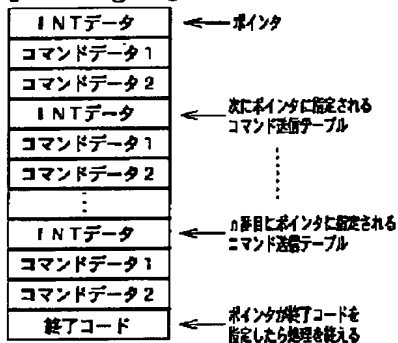 INTデータ
ポインタ
コマンドデータ1
コマンドデータ2
INTデータ
次にポインタに指定される
コマンド送信テーブル
コマンドデータ1
コマンドデータ2
INTデータ
n番目にポインタに指定される
コマンド送信テーブル
コマンドデータ1
コマンドデータ2
終了コード
ポインタが終了コードを
指定したら処理を終える